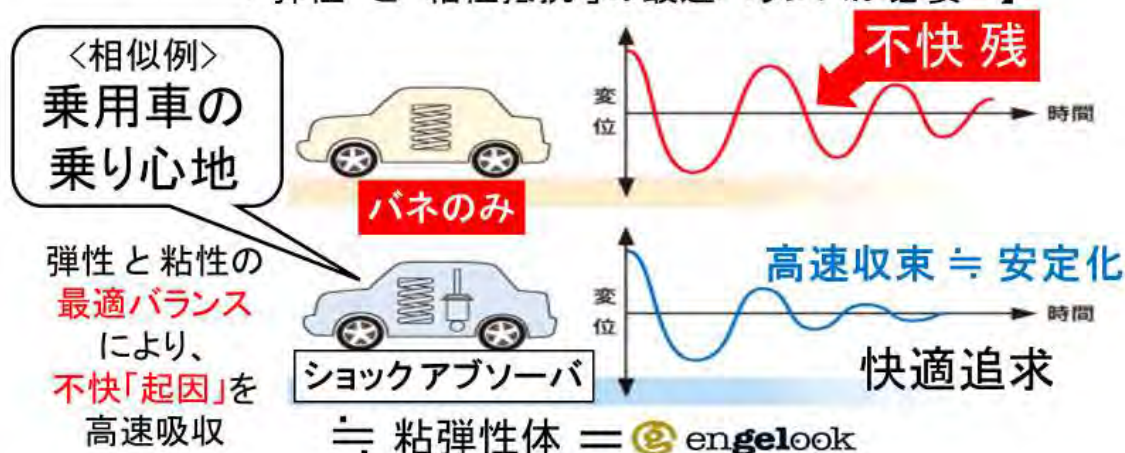 <相似例>
乗用車の
乗り心地
バネのみ
変位
時間
不快 残
弾性と粘性の
最適バランス
により、
不快「起因」を
高速吸収
ショックアブソーバ
変位
時間
高速収束 ≒ 安定化
快適追求
≒ 粘弾性体 = engelook